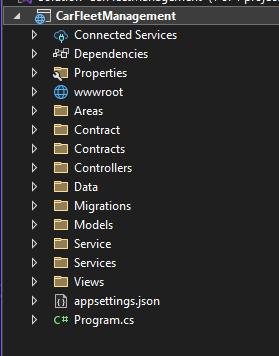 CarFleetManagement
Connected Services
Dependencies
Properties
wwwroot
Areas
Contract
Contracts
Controllers
Data
Migrations
Models
Service
Services
Views
appsettings.json
C# Program.cs